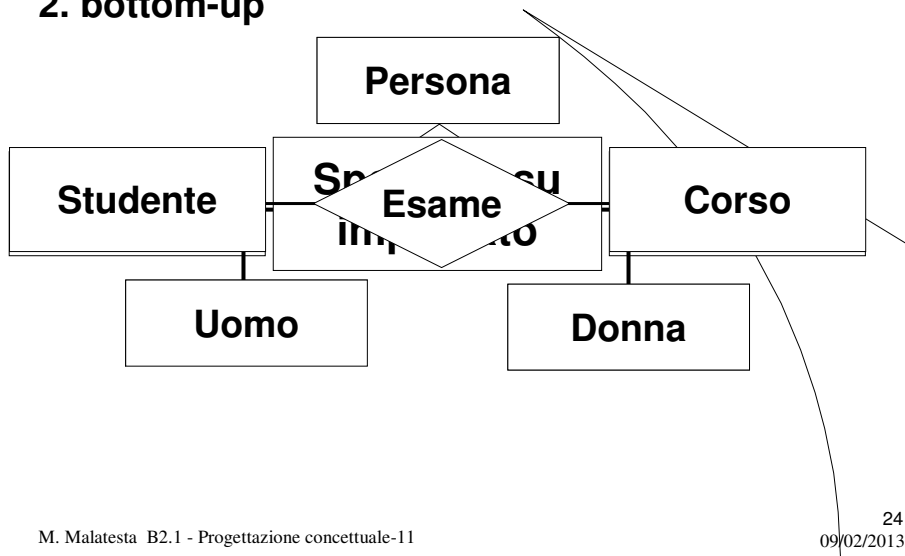 2. bottom-up
Persona
Studente
Esame
Corso
Uomo
Donna
M. Malatesta B2.1 - Progettazione concettuale-11
24
09/02/2013